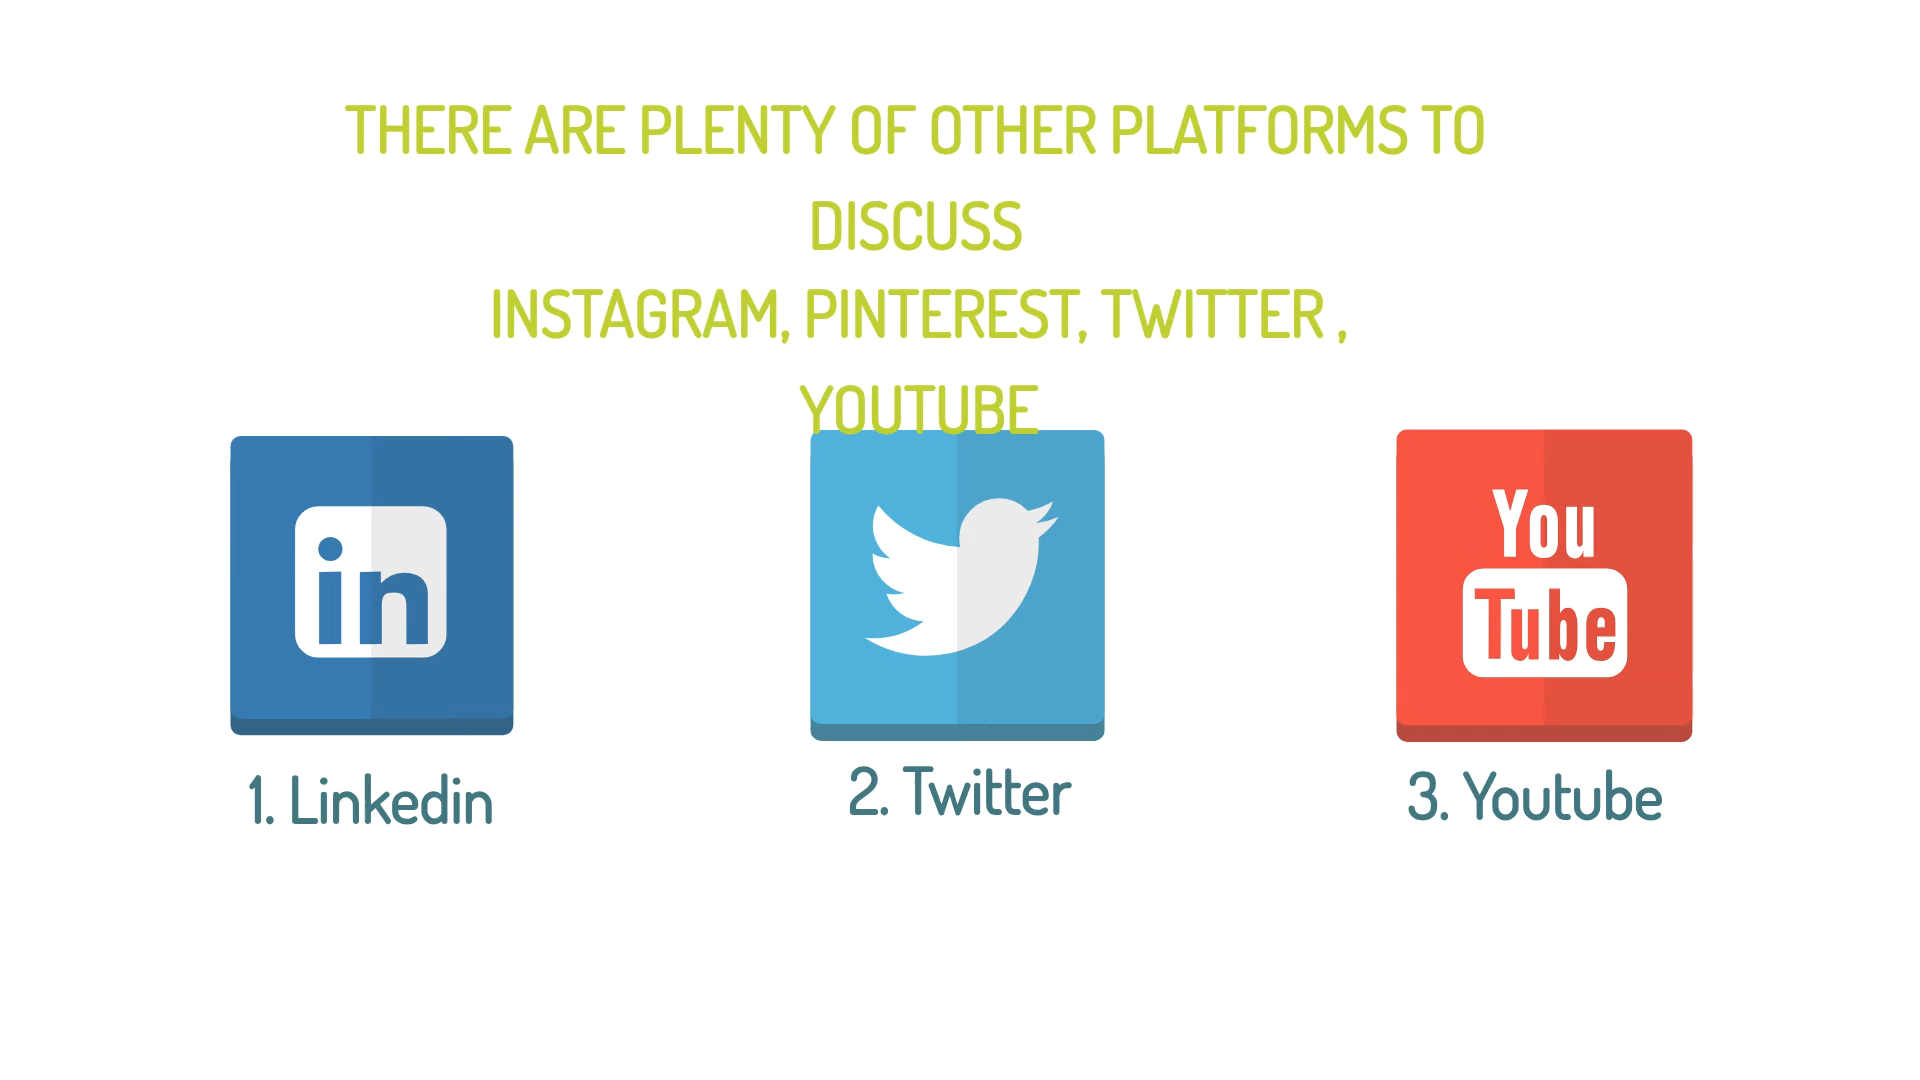 THERE ARE PLENTY OF OTHER PLATFORMS TO
DISCUSS
INSTAGRAM, PINTEREST, TWITTER ,
YOUTUBE
in
You
Tube
1. Linkedin
2. Twitter
3. Youtube